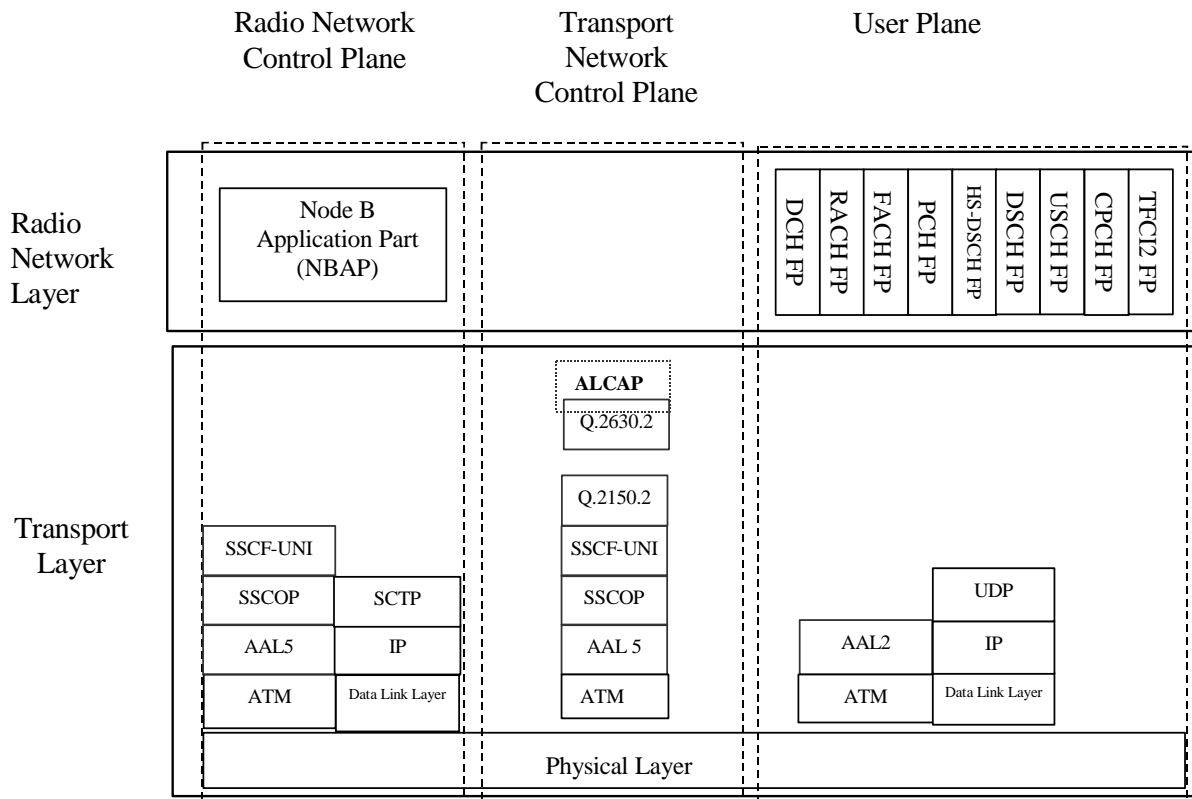 Radio Network
Control Plane
Transport
Network
Control Plane
User Plane
Radio
Network
Layer
Node B
Application Part
(NBAP)
DCH FP
RACH FP
FACH FP
PCH FP
HS-DSCH FP
DSCH FP
USCH FP
CPCH FP
TFCI2 FP
Transport
Layer
ALCAP
Q.2630.2
Q.2150.2
SSCF-UNI
SSCOP
AAL5
ATM
SCTP
IP
Data Link Layer
SSCF-UNI
SSCOP
AAL 5
ATM
AAL2
ATM
UDP
IP
Data Link Layer
Physical Layer